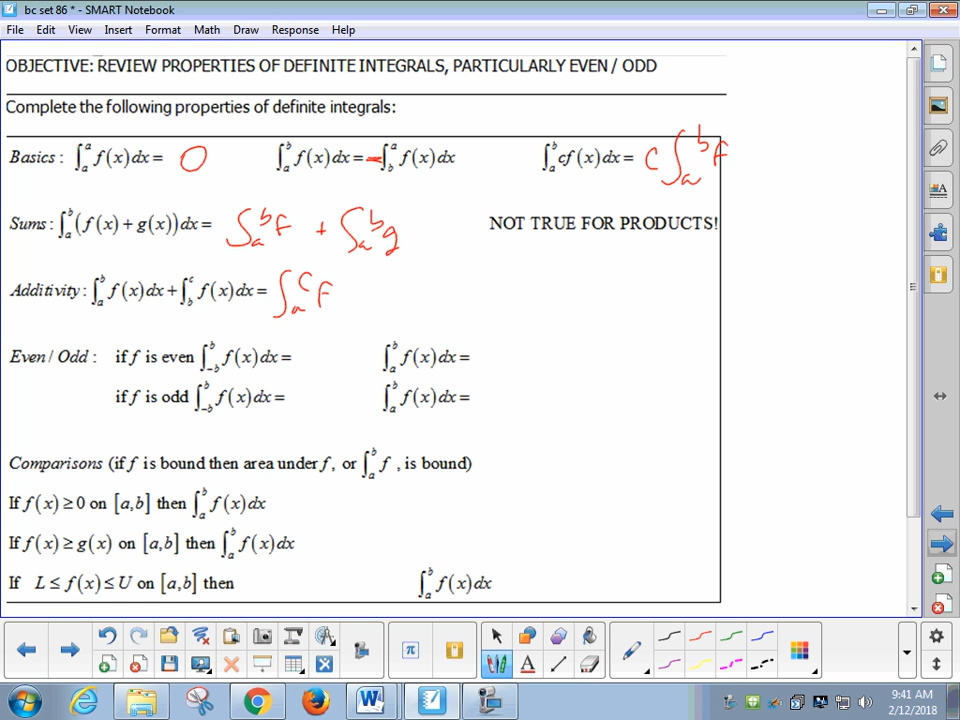 bc set 86 * - SMART Notebook
File Edit View Insert Format Math Draw Response Help
OBJECTIVE: REVIEW PROPERTIES OF DEFINITE INTEGRALS, PARTICULARLY EVEN / ODD
Complete the following properties of definite integrals:
Basics : ∫_a^a f(x)dx = 0 ∫_a^b f(x)dx = -∫_b^a f(x)dx ∫_a^b cf(x)dx = c∫_a^b f
Sums : ∫_a^b (f(x) + g(x))dx = ∫_a^b f + ∫_a^b g NOT TRUE FOR PRODUCTS!
Additivity : ∫_a^b f(x)dx + ∫_b^c f(x)dx = ∫_a^c f
Even / Odd : if f is even ∫_{-b}^b f(x)dx = ∫_a^b f(x)dx =
if f is odd ∫_{-b}^b f(x)dx = ∫_a^b f(x)dx =
Comparisons (if f is bound then area under f, or ∫_a^b f , is bound)
If f(x) ≥ 0 on [a,b] then ∫_a^b f(x)dx
If f(x) ≥ g(x) on [a,b] then ∫_a^b f(x)dx
If L ≤ f(x) ≤ U on [a,b] then ∫_a^b f(x)dx
9:41 AM
2/12/2018